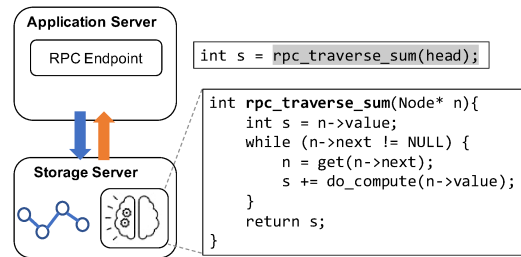 Application Server
RPC Endpoint
int s = rpc_traverse_sum(head);
int rpc_traverse_sum(Node* n){
    int s = n->value;
    while (n->next != NULL) {
        n = get(n->next);
        s += do_compute(n->value);
    }
    return s;
}
Storage Server